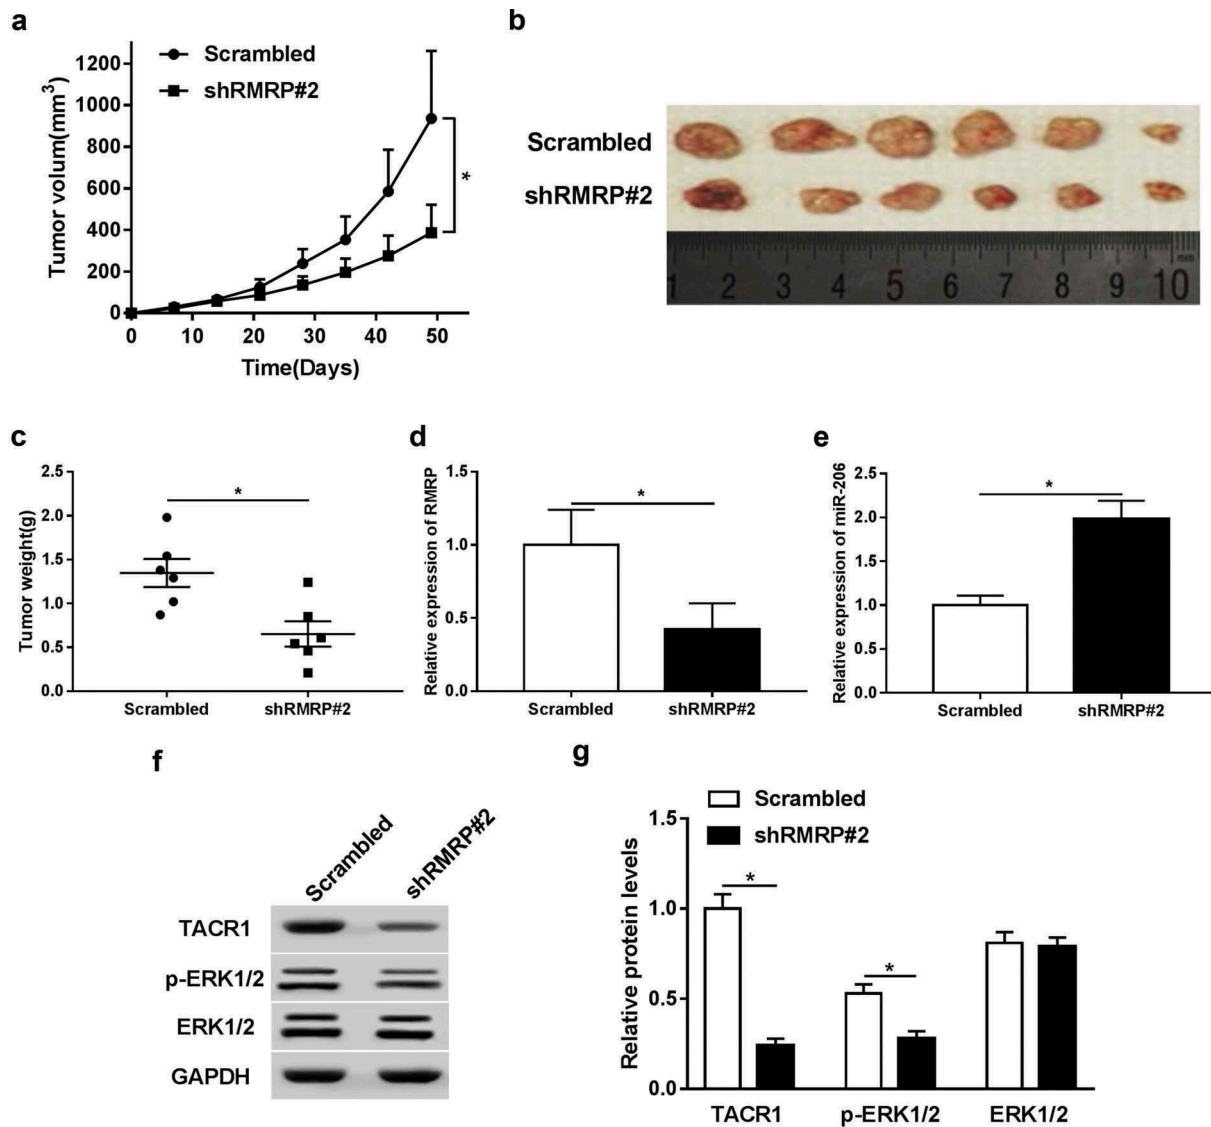 a
Scrambled
shRMRP#2
Tumor volum(mm3)
1200
1000
800
600
400
200
0
0 10 20 30 40 50
Time(Days)
*
b
Scrambled
shRMRP#2
mm
1 2 3 4 5 6 7 8 9 10
c
Tumor weight(g)
2.5
2.0
1.5
1.0
0.5
0.0
*
Scrambled shRMRP#2
d
Relative expression of RMRP
1.5
1.0
0.5
0.0
*
Scrambled shRMRP#2
e
Relative expression of miR-206
2.5
2.0
1.5
1.0
0.5
0.0
*
Scrambled shRMRP#2
f
Scrambled
shRMRP#2
TACR1
p-ERK1/2
ERK1/2
GAPDH
g
Scrambled
shRMRP#2
Relative protein levels
1.5
1.0
0.5
0.0
*
*
TACR1 p-ERK1/2 ERK1/2